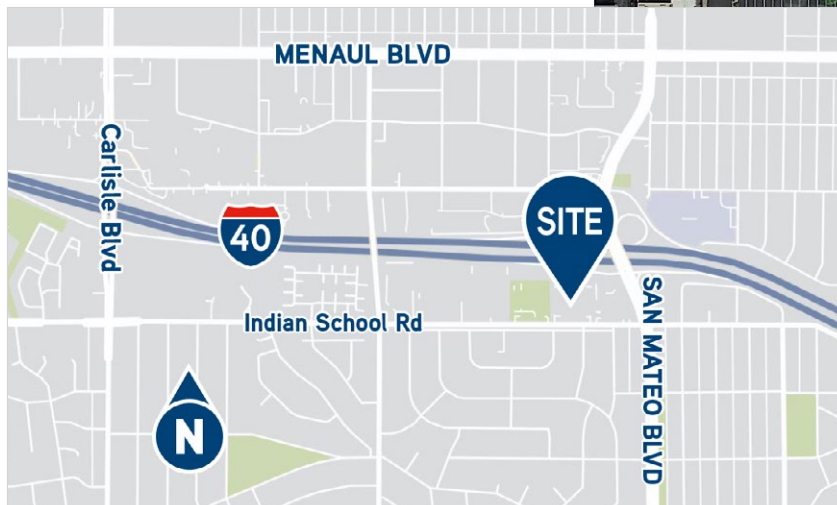 MENAUL BLVD
Carlisle Blvd
40
SITE
Indian School Rd
SAN MATEO BLVD
N